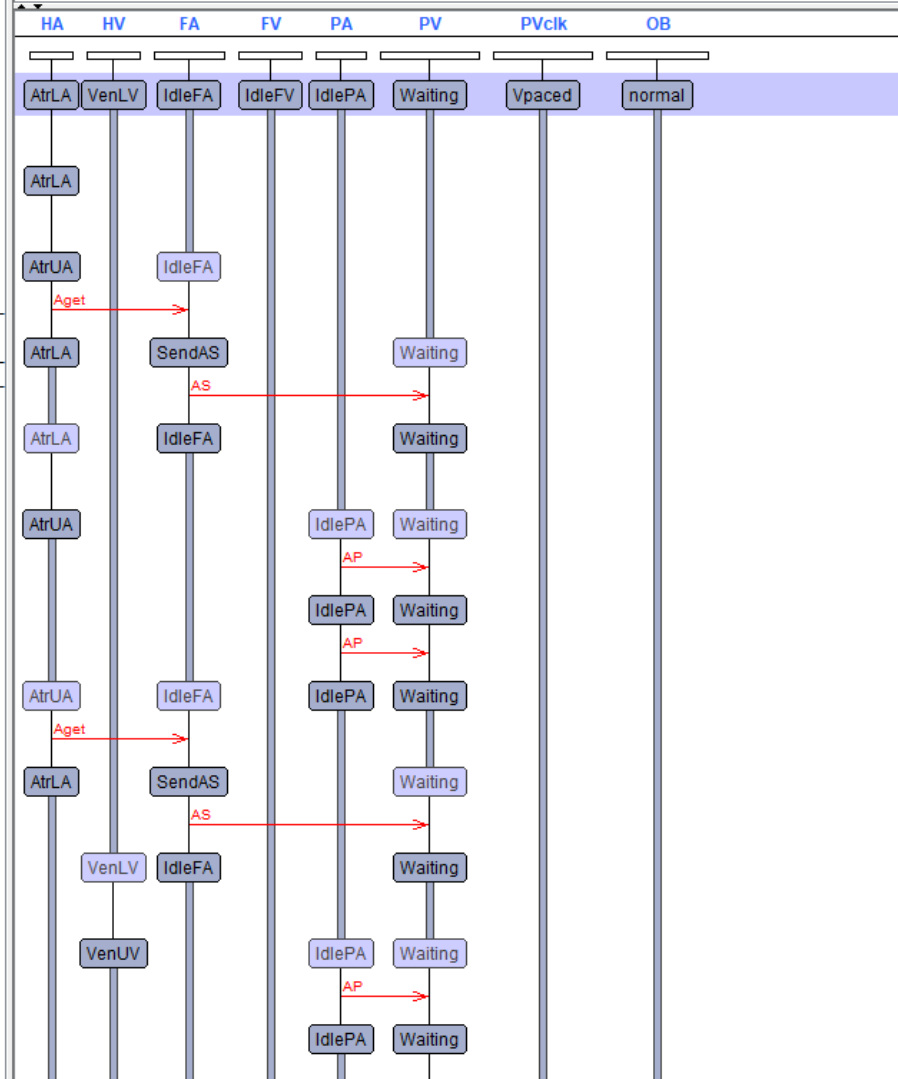 HA HV FA FV PA PV PVclk OB
AtrLA VenLV IdleFA IdleFV IdlePA Waiting Vpaced normal
AtrLA
AtrUA IdleFA
Aget
AtrLA SendAS Waiting
AS
AtrLA IdleFA Waiting
AtrUA IdlePA Waiting
AP
IdlePA Waiting
AP
AtrUA IdleFA IdlePA Waiting
Aget
AtrLA SendAS Waiting
AS
VenLV IdleFA Waiting
VenUV IdlePA Waiting
AP
IdlePA Waiting